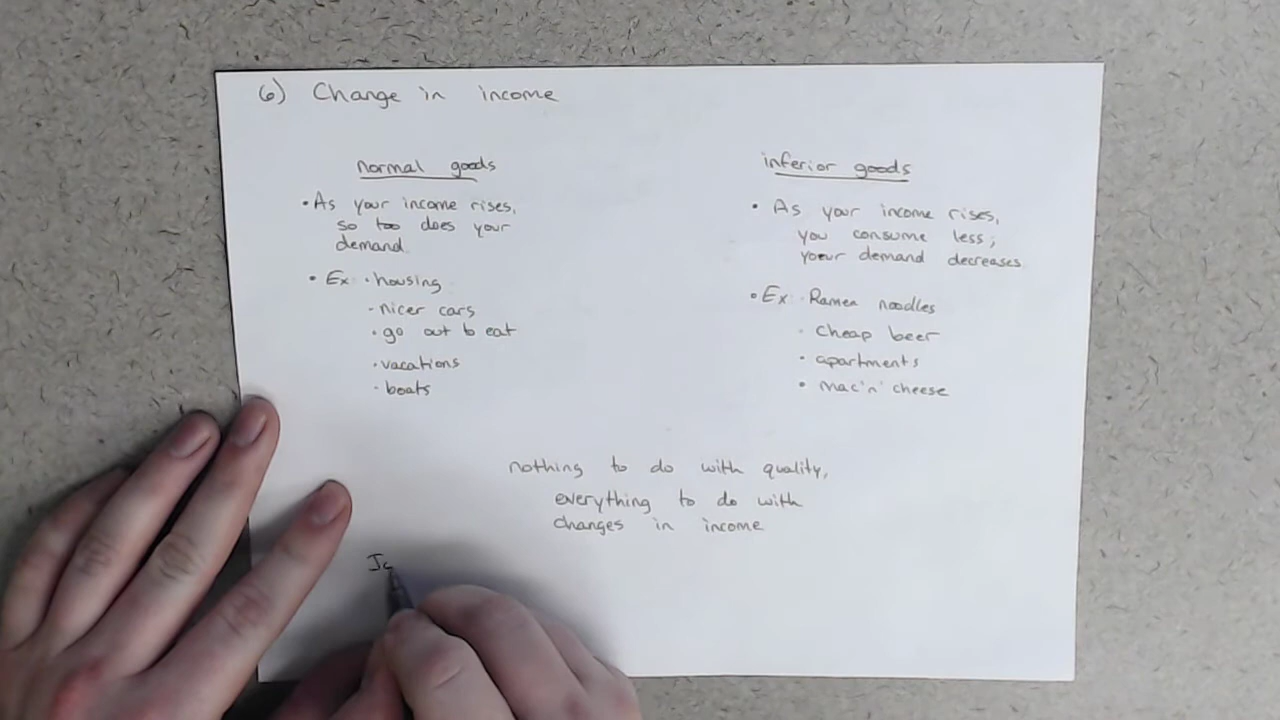 6) Change in income
normal goods
• As your income rises,
so too does your
demand.
• Ex • housing
• nicer cars
• go out to eat
• vacations
• boats
inferior goods
• As your income rises,
you consume less;
your demand decreases
• Ex • Ramen noodles
• cheap beer
• apartments
• mac 'n' cheese
nothing to do with quality,
everything to do with
changes in income